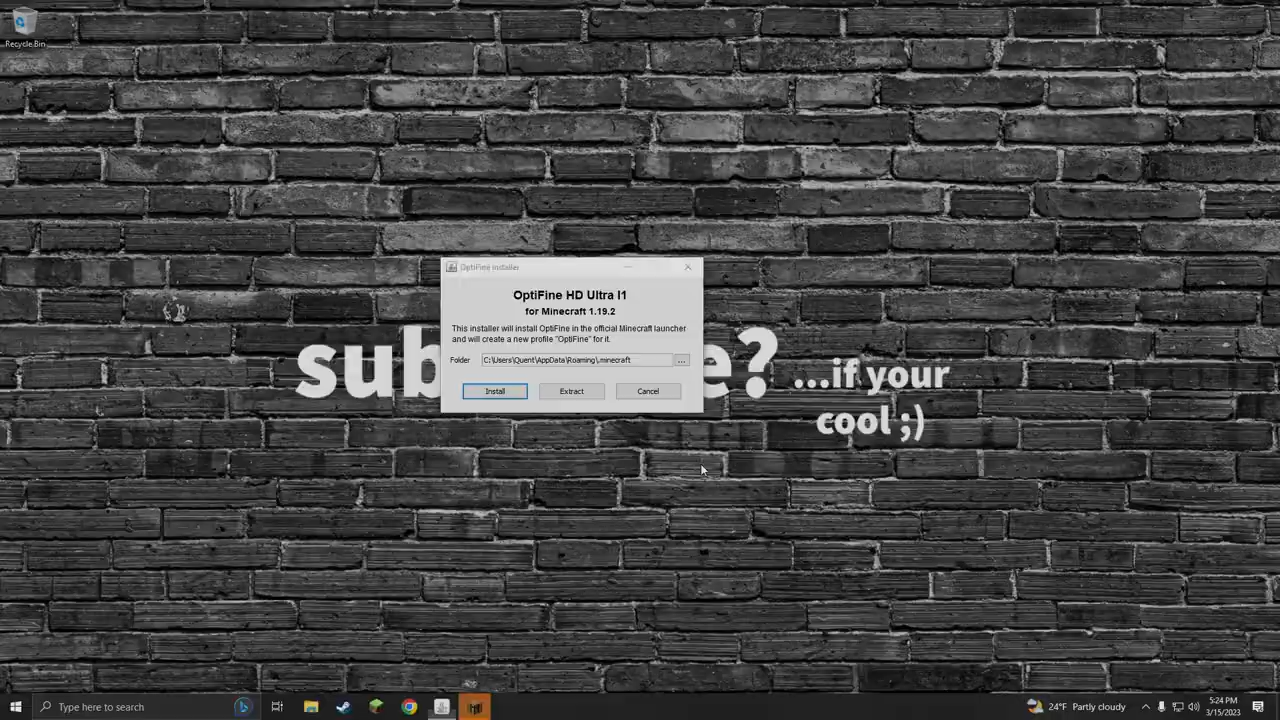 Recycle Bin
OptiFine Installer
OptiFine HD Ultra I1
for Minecraft 1.19.2
This installer will install OptiFine in the official Minecraft launcher
and will create a new profile "OptiFine" for it.
Folder C:\Users\Quent\AppData\Roaming\.minecraft ...
Install Extract Cancel
sub e? ...if your
cool ;)
Type here to search
24°F Partly cloudy
5:24 PM
3/15/2023